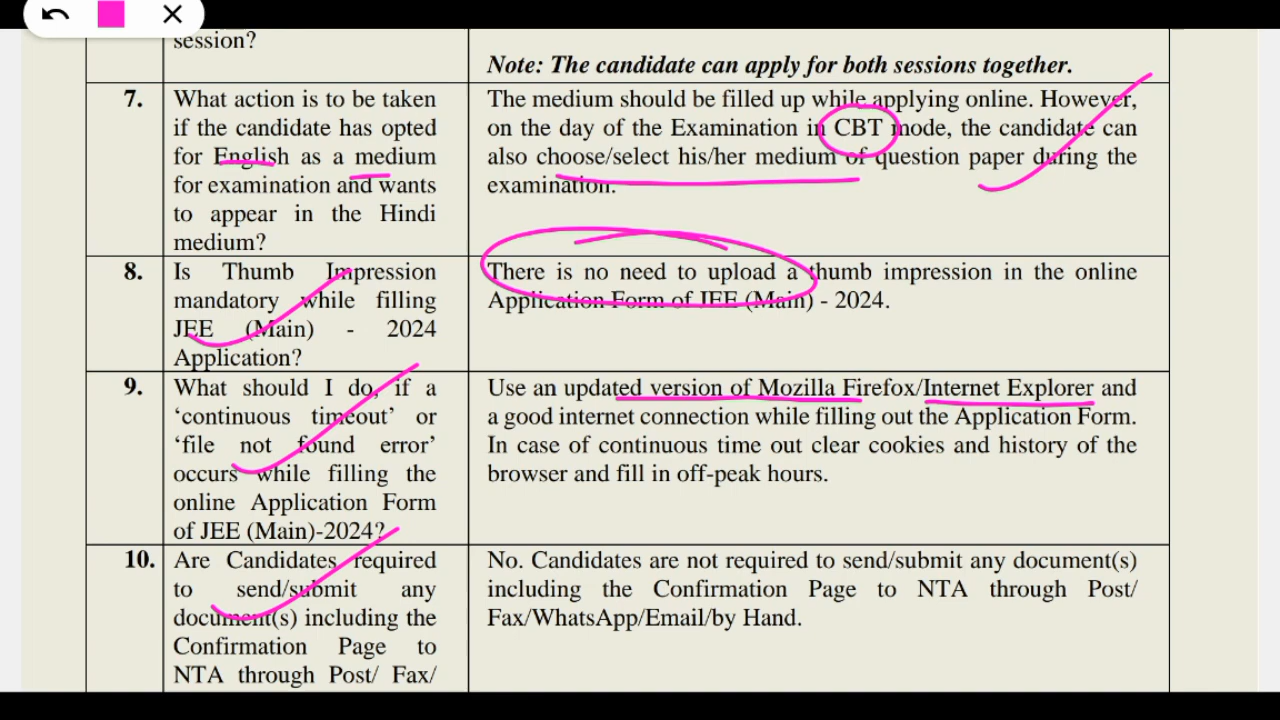 session?
Note: The candidate can apply for both sessions together.
7.
What action is to be taken
if the candidate has opted
for English as a medium
for examination and wants
to appear in the Hindi
medium?
The medium should be filled up while applying online. However,
on the day of the Examination in CBT mode, the candidate can
also choose/select his/her medium of question paper during the
examination.
8.
Is Thumb Impression
mandatory while filling
JEE (Main) - 2024
Application?
There is no need to upload a thumb impression in the online
Application Form of JEE (Main) - 2024.
9.
What should I do, if a
‘continuous timeout’ or
‘file not found error’
occurs while filling the
online Application Form
of JEE (Main)-2024?
Use an updated version of Mozilla Firefox/Internet Explorer and
a good internet connection while filling out the Application Form.
In case of continuous time out clear cookies and history of the
browser and fill in off-peak hours.
10.
Are Candidates required
to send/submit any
document(s) including the
Confirmation Page to
NTA through Post/ Fax/
No. Candidates are not required to send/submit any document(s)
including the Confirmation Page to NTA through Post/
Fax/WhatsApp/Email/by Hand.